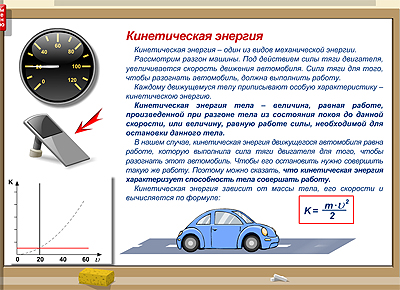 Кинетическая энергия
Кинетическая энергия – один из видов механической энергии.
Рассмотрим разгон машины. Под действием силы тяги двигателя,
увеличивается скорость движения автомобиля. Сила тяги для того,
чтобы разогнать автомобиль, должна выполнить работу.
Каждому движущемуся телу приписывают особую характеристику –
кинетическою энергию.
Кинетическая энергия тела – величина, равная работе,
произведенной при разгоне тела из состояния покоя до данной
скорости, или величину, равную работе силы, необходимой для
остановки данного тела.
В нашем случае, кинетическая энергия движущегося автомобиля равна
работе, которую выполнила сила тяги двигателя для того, чтобы
разогнать этот автомобиль. Чтобы его остановить нужно совершить
такую же работу. Поэтому можно сказать, что кинетическая энергия
характеризует способность тела совершать работу.
Кинетическая энергия зависит от массы тела, его скорости и
вычисляется по формуле:
K = m·υ²/2
20 40 60 80 100 120
K
0 20 40 60 υ